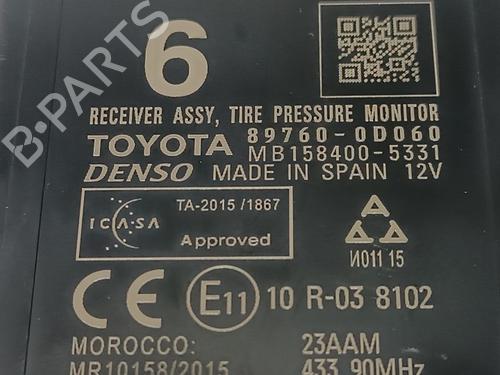 6
RECEIVER ASSY, TIRE PRESSURE MONITOR
TOYOTA 89760-0D060
MB158400-5331
DENSO MADE IN SPAIN 12V
TA-2015/1867
ICASA
Approved
И011 15
CE E11 10 R-03 8102
MOROCCO: 23AAM
MR10158/2015 433.90MHz
B-PARTS